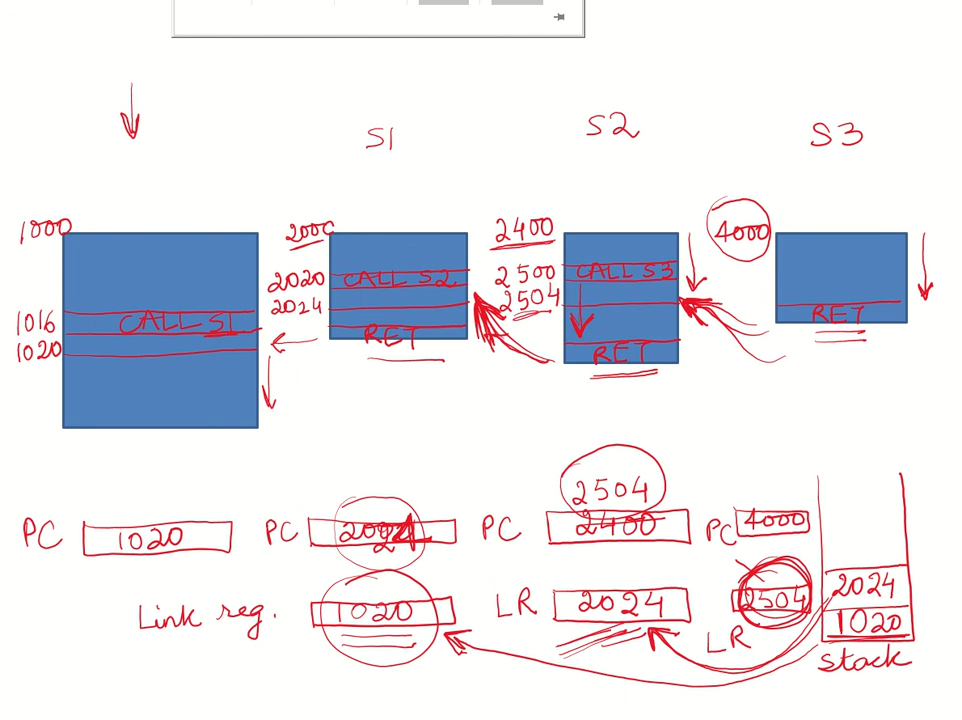 S1
S2
S3
1000
2000
2400
4000
2020
CALL S2
2500
CALL S3
2024
2504
1016
CALL S1
RET
RET
RET
1020
2504
PC
1020
PC
PC
2400
PC
4000
Link reg.
1020
LR
2024
2504
LR
2024
1020
stack